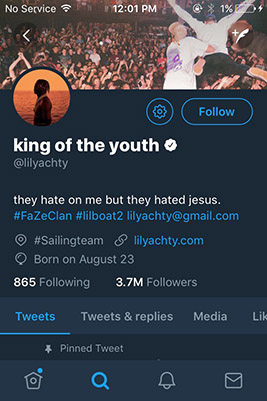 No Service 12:01 PM 1%
Follow
king of the youth
@lilyachty
they hate on me but they hated jesus.
#FaZeClan #lilboat2 lilyachty@gmail.com
#Sailingteam lilyachty.com
Born on August 23
865 Following 3.7M Followers
Tweets Tweets & replies Media Lik
Pinned Tweet